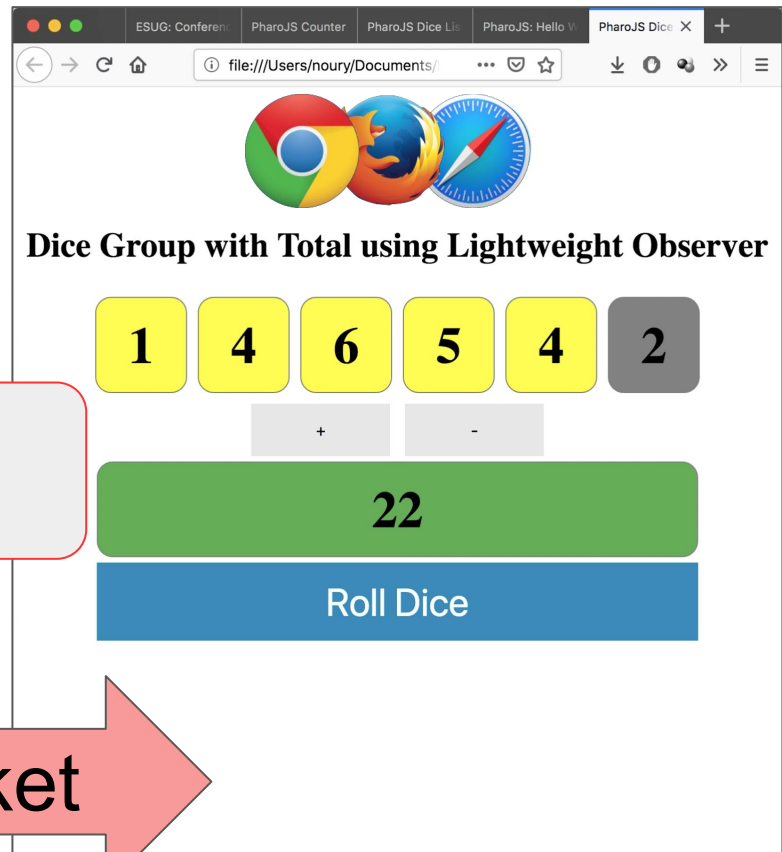 ESUG: Conferenc
PharoJS Counter
PharoJS Dice Lis
PharoJS: Hello W
PharoJS Dice
file:///Users/noury/Documents/
Dice Group with Total using Lightweight Observer
1 4 6 5 4 2
+ -
22
Roll Dice
ket